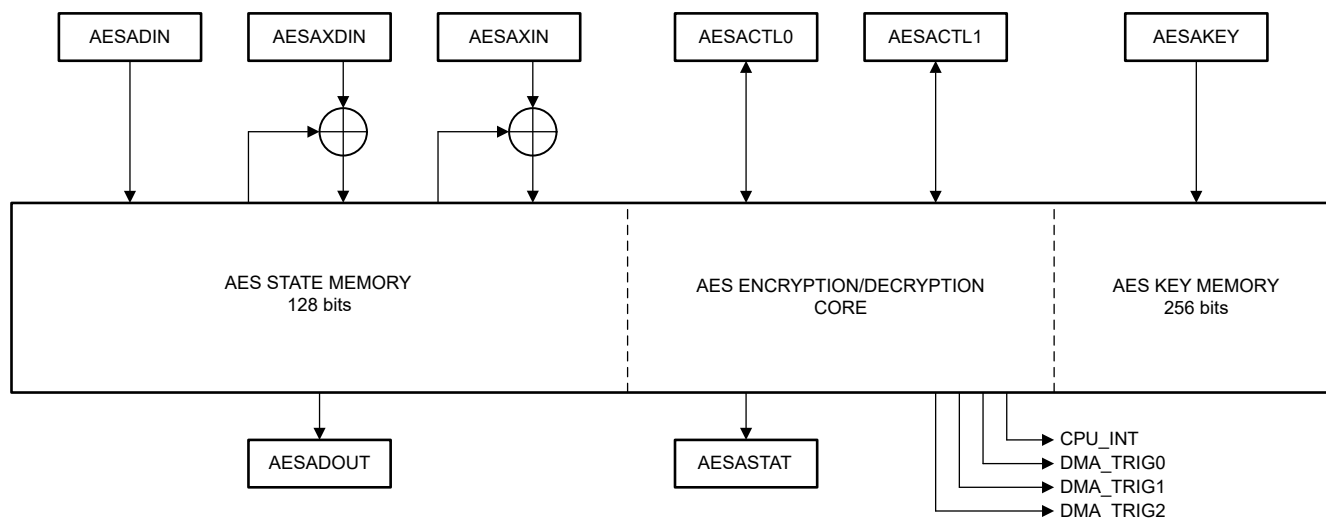 AESADIN
AESAXDIN
AESAXIN
AESACTL0
AESACTL1
AESAKEY
AES STATE MEMORY
128 bits
AES ENCRYPTION/DECRYPTION
CORE
AES KEY MEMORY
256 bits
AESADOUT
AESASTAT
CPU_INT
DMA_TRIG0
DMA_TRIG1
DMA_TRIG2